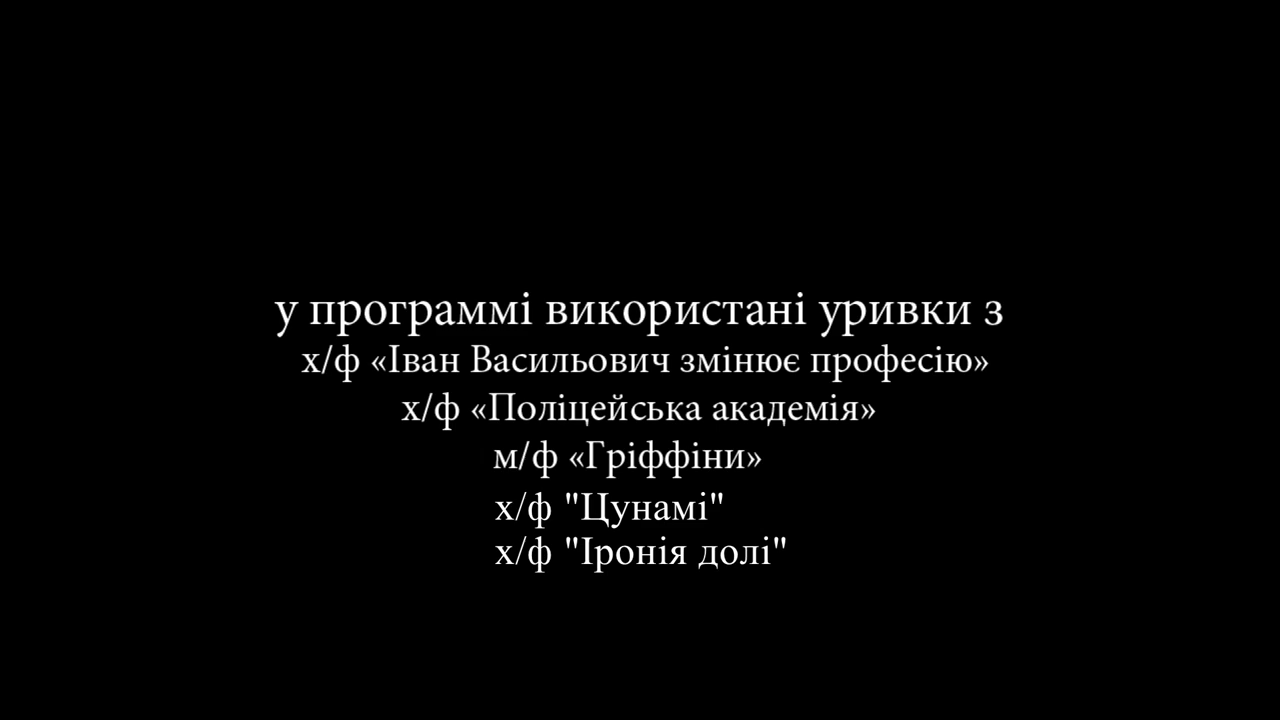 у программі використані уривки з
х/ф «Іван Васильович змінює професію»
х/ф «Поліцейська академія»
м/ф «Гріффіни»
х/ф "Цунамі"
х/ф "Іронія долі"